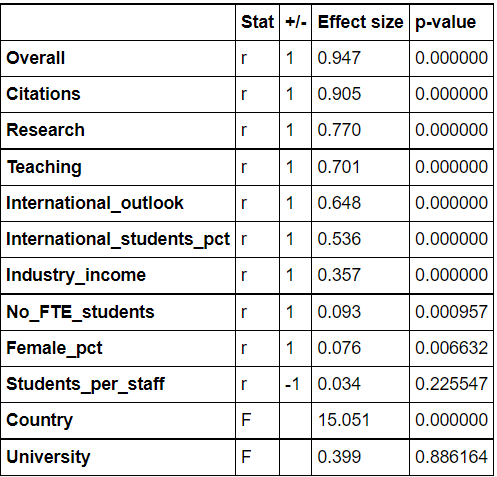 Stat +/- Effect size p-value
Overall r 1 0.947 0.000000
Citations r 1 0.905 0.000000
Research r 1 0.770 0.000000
Teaching r 1 0.701 0.000000
International_outlook r 1 0.648 0.000000
International_students_pct r 1 0.536 0.000000
Industry_income r 1 0.357 0.000000
No_FTE_students r 1 0.093 0.000957
Female_pct r 1 0.076 0.006632
Students_per_staff r -1 0.034 0.225547
Country F 15.051 0.000000
University F 0.399 0.886164